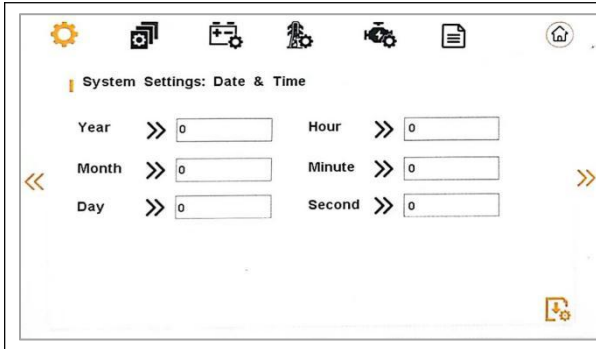 System Settings: Date & Time
Year 0 Hour 0
Month 0 Minute 0
Day 0 Second 0